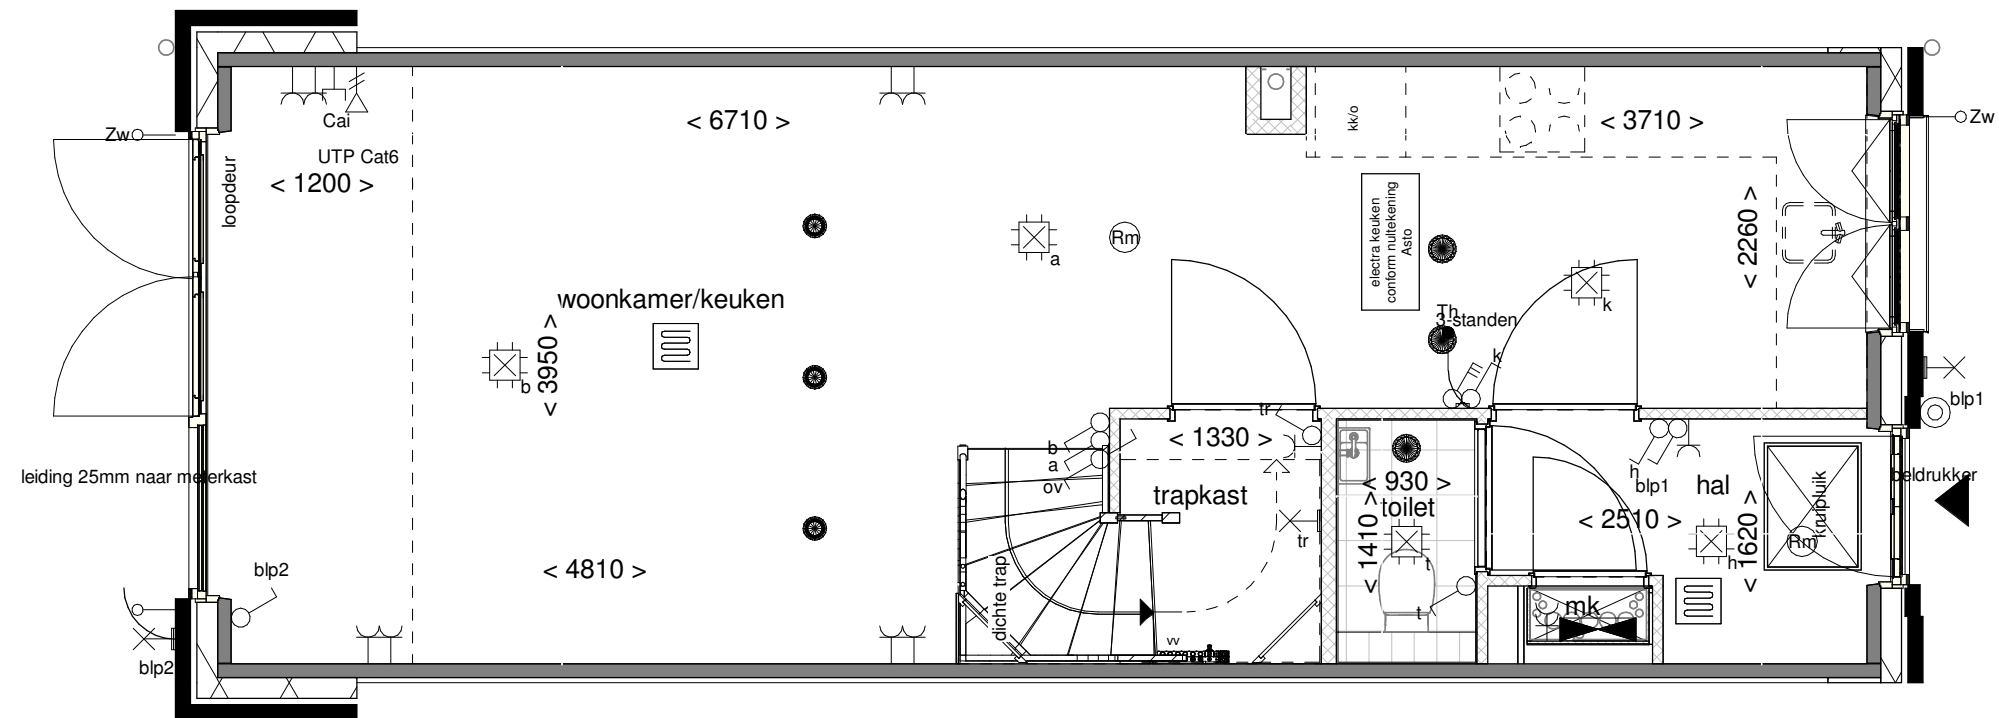 Zw
Cai
UTP Cat6
< 1200 >
loopdeur
< 6710 >
kk/o
< 3710 >
Zw
electra keuken
conform nultekening
Asto
< 2260 >
a
Rm
k
Th
3-standen
k
woonkamer/keuken
b
< 3950 >
blp1
tr
< 1330 >
b
a
ov
leiding 25mm naar meterkast
trapkast
tr
< 930 >
toilet
< 1410 >
t
t
h
blp1
hal
< 2510 >
< 1620 >
h
kruipluik
Rm
beldrukker
< 4810 >
blp2
dichte trap
mk
vv
blp2